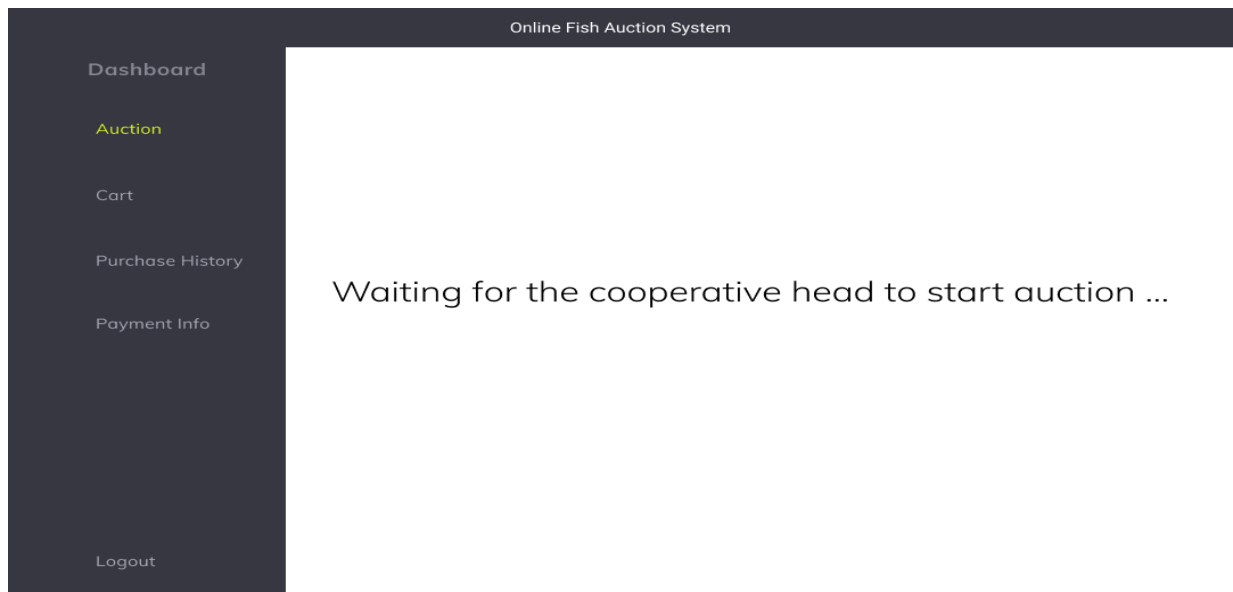 Online Fish Auction System
Dashboard
Auction
Cart
Purchase History
Payment Info
Logout
Waiting for the cooperative head to start auction ...